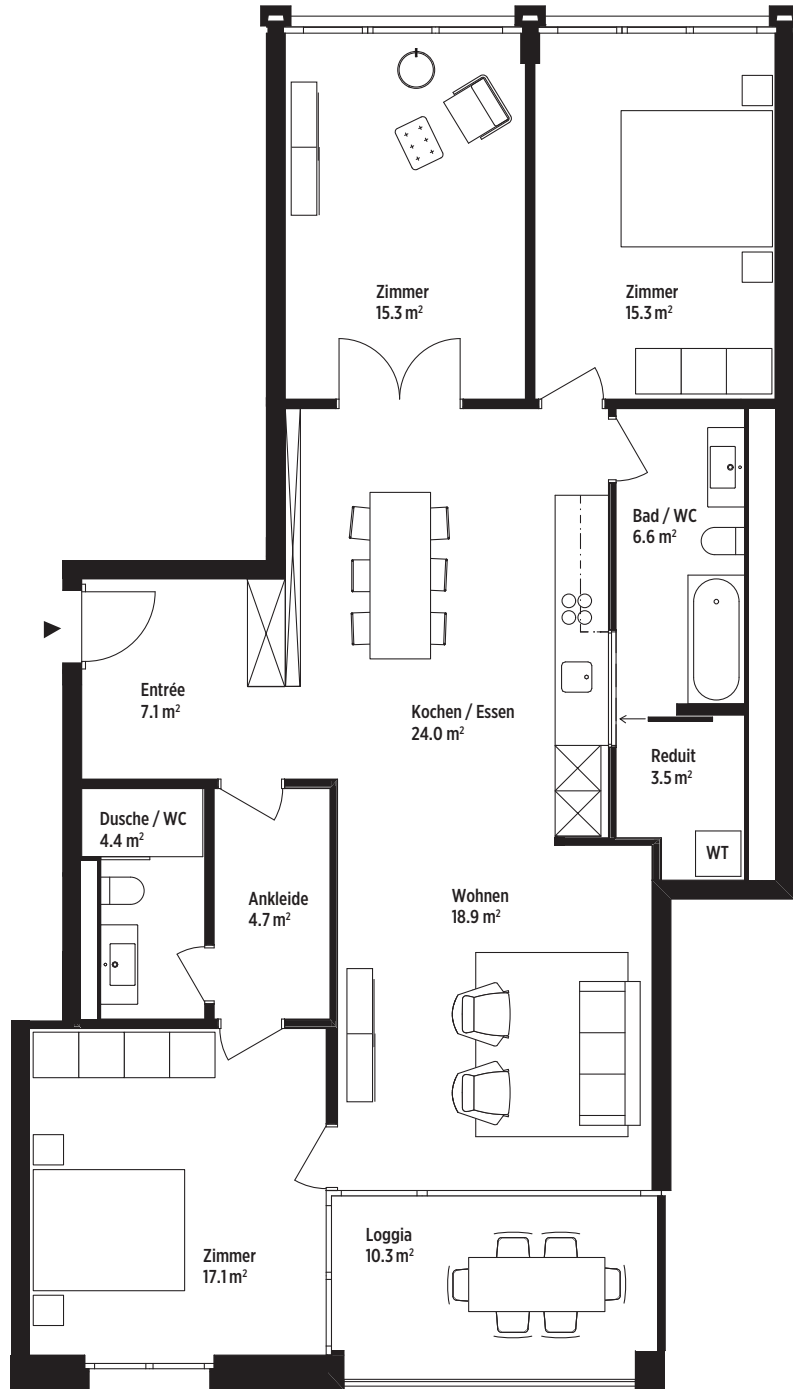 Zimmer
15.3 m²
Zimmer
15.3 m²
Bad / WC
6.6 m²
Entrée
7.1 m²
Kochen / Essen
24.0 m²
Reduit
3.5 m²
WT
Dusche / WC
4.4 m²
Ankleide
4.7 m²
Wohnen
18.9 m²
Zimmer
17.1 m²
Loggia
10.3 m²